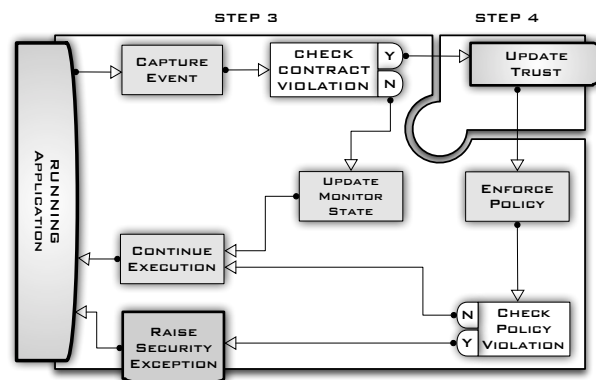 STEP 3
STEP 4
CAPTURE
EVENT
CHECK
CONTRACT
VIOLATION
Y
N
UPDATE
TRUST
RUNNING
APPLICATION
UPDATE
MONITOR
STATE
ENFORCE
POLICY
CONTINUE
EXECUTION
N
Y
CHECK
POLICY
VIOLATION
RAISE
SECURITY
EXCEPTION